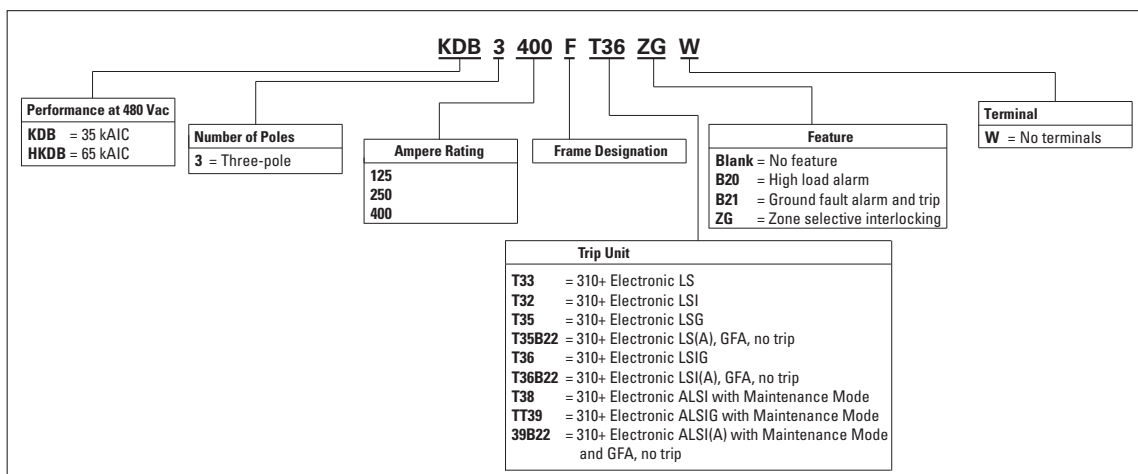 KDB 3 400 F T36 ZG W
Performance at 480 Vac
KDB = 35 kAIC
HKDB = 65 kAIC
Number of Poles
3 = Three-pole
Ampere Rating
125
250
400
Frame Designation
Feature
Blank = No feature
B20 = High load alarm
B21 = Ground fault alarm and trip
ZG = Zone selective interlocking
Terminal
W = No terminals
Trip Unit
T33 = 310+ Electronic LS
T32 = 310+ Electronic LSI
T35 = 310+ Electronic LSG
T35B22 = 310+ Electronic LS(A), GFA, no trip
T36 = 310+ Electronic LSIG
T36B22 = 310+ Electronic LSI(A), GFA, no trip
T38 = 310+ Electronic ALSI with Maintenance Mode
TT39 = 310+ Electronic ALSIG with Maintenance Mode
39B22 = 310+ Electronic ALSI(A) with Maintenance Mode
and GFA, no trip